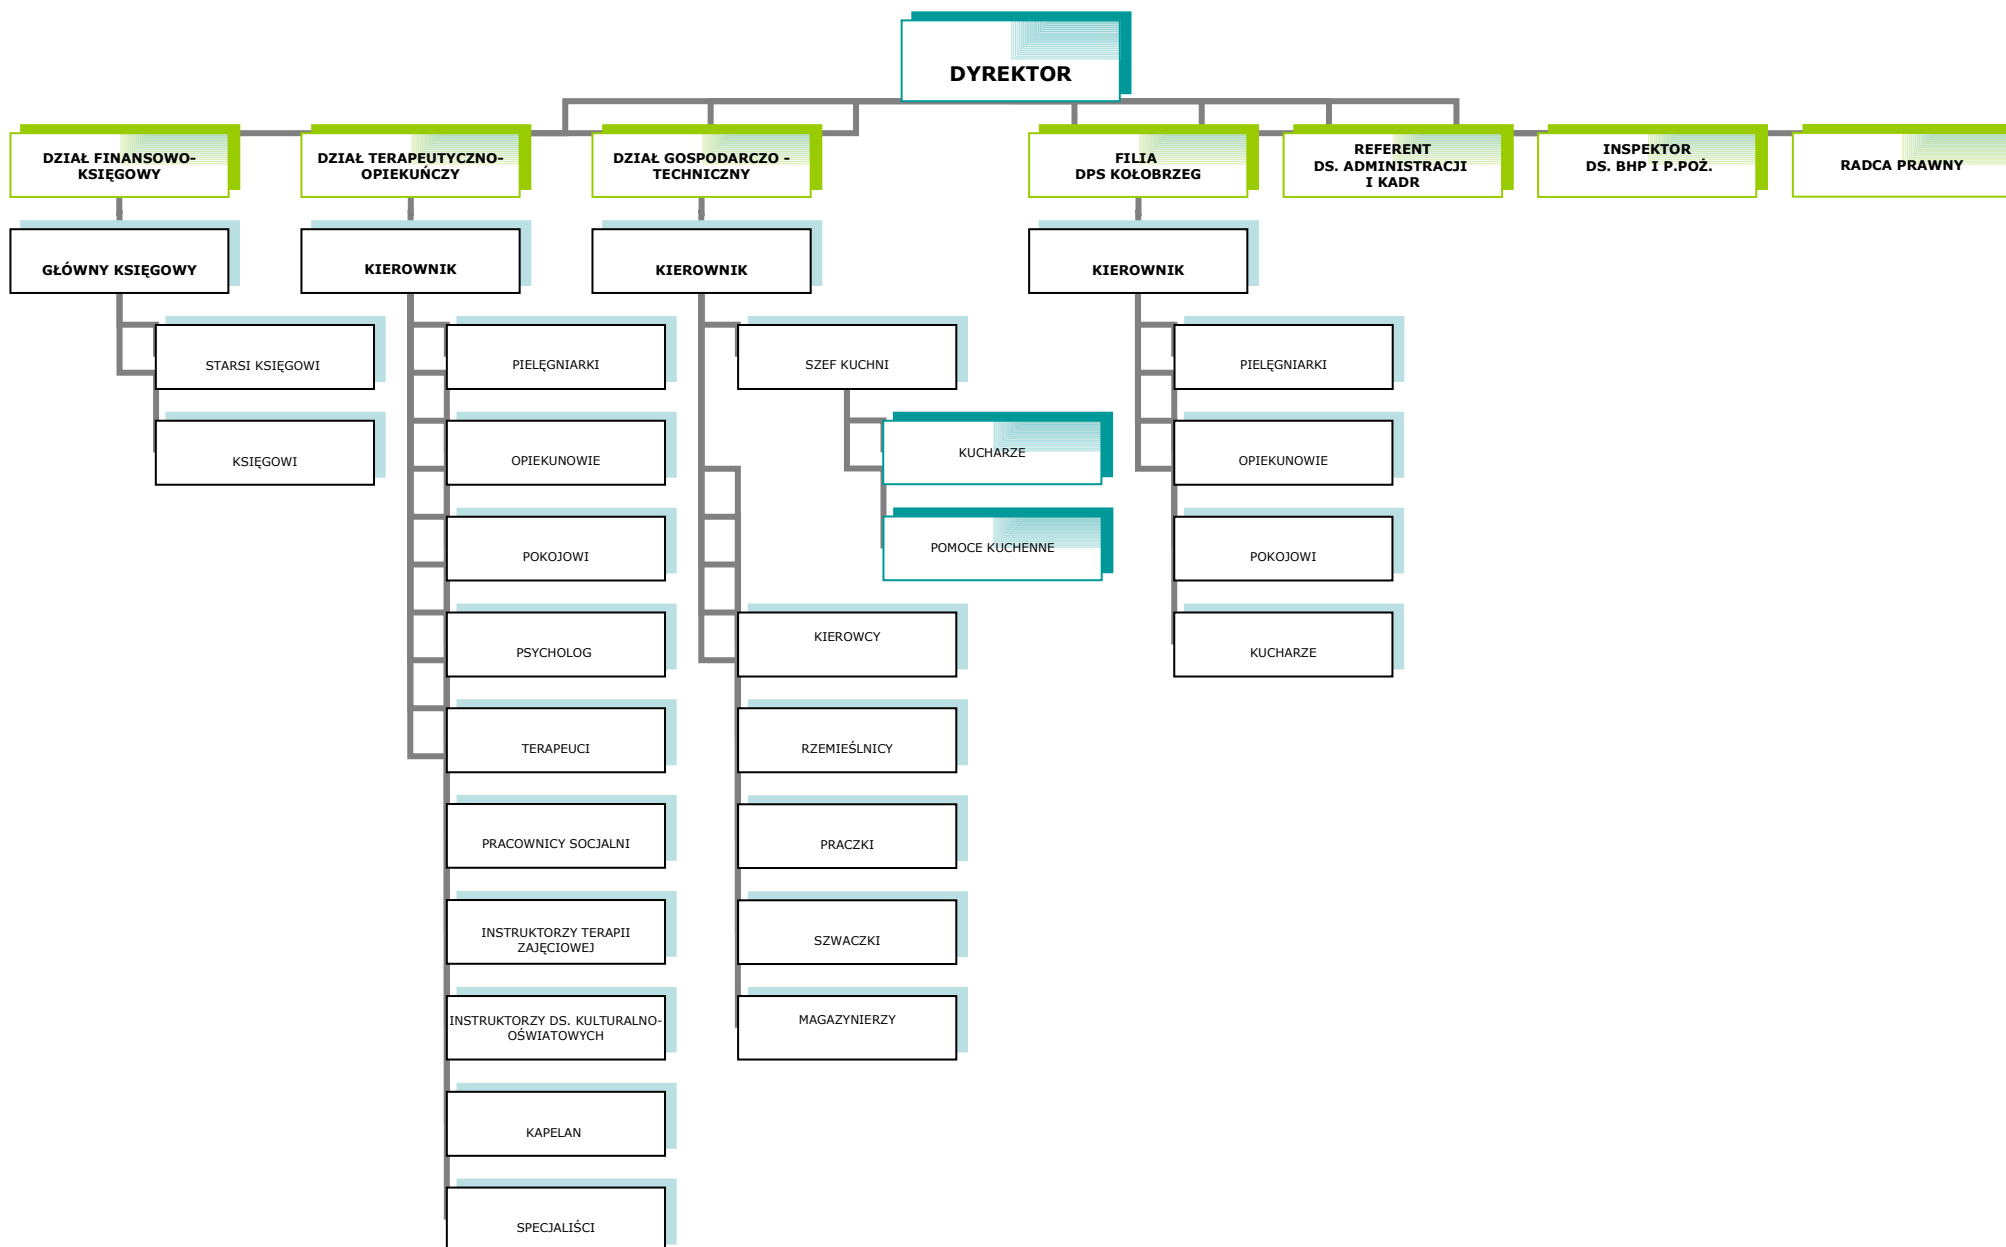 DYREKTOR
DZIAŁ FINANSOWO-
KSIĘGOWY
DZIAŁ TERAPEUTYCZNO-
OPIEKUŃCZY
DZIAŁ GOSPODARCZO -
TECHNICZNY
FILIA
DPS KOŁOBRZEG
REFERENT
DS. ADMINISTRACJI
I KADR
INSPEKTOR
DS. BHP I P.POŻ.
RADCA PRAWNY
GŁÓWNY KSIĘGOWY
STARSI KSIĘGOWI
KSIĘGOWI
KIEROWNIK
PIELĘGNIARKI
OPIEKUNOWIE
POKOJOWI
PSYCHOLOG
TERAPEUCI
PRACOWNICY SOCJALNI
INSTRUKTORZY TERAPII
ZAJĘCIOWEJ
INSTRUKTORZY DS. KULTURALNO-
OŚWIATOWYCH
KAPELAN
SPECJALIŚCI
KIEROWNIK
SZEF KUCHNI
KUCHARZE
POMOCE KUCHENNE
KIEROWCY
RZEMIEŚLNICY
PRACZKI
SZWACZKI
MAGAZYNIERZY
KIEROWNIK
PIELĘGNIARKI
OPIEKUNOWIE
POKOJOWI
KUCHARZE